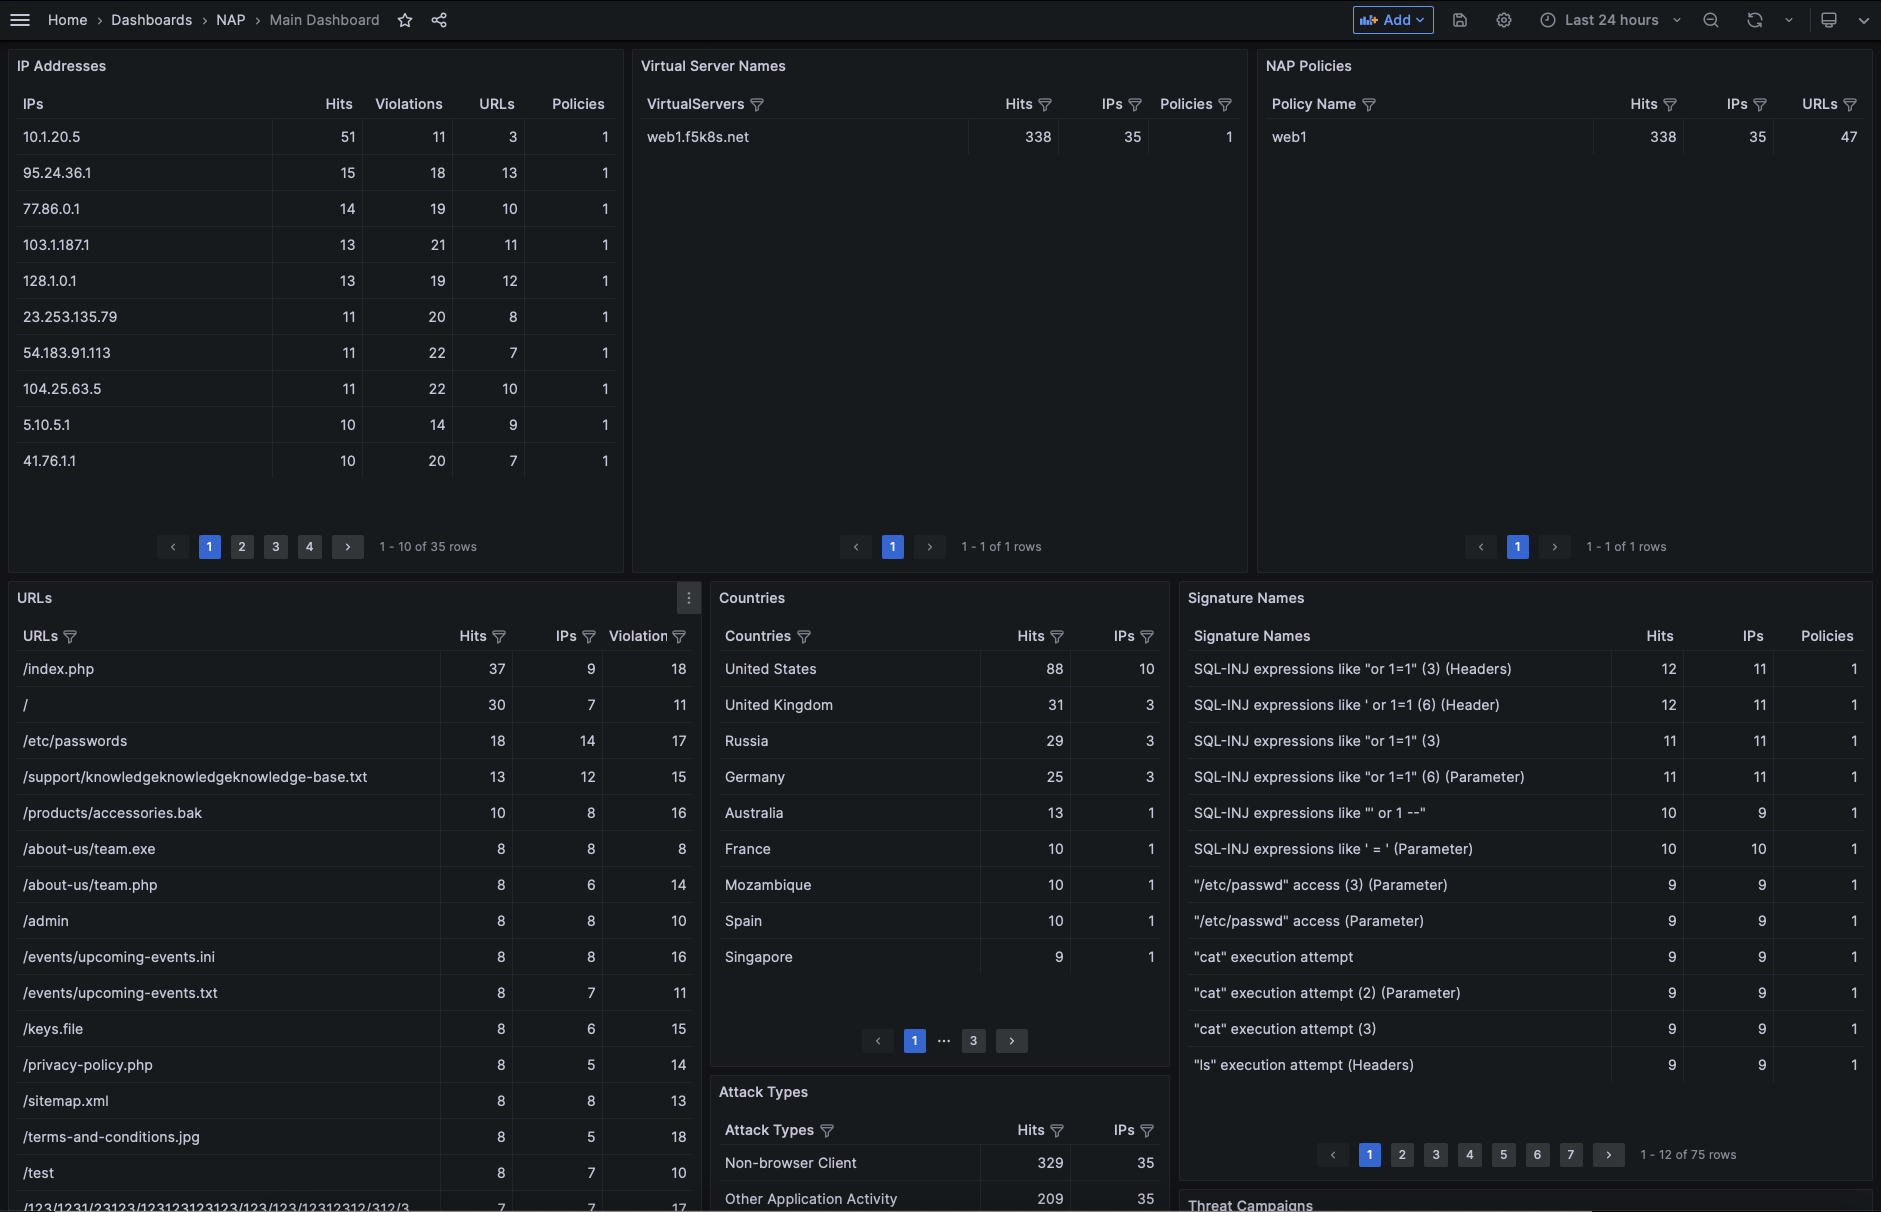 Home › Dashboards › NAP › Main Dashboard
Add
Last 24 hours
IP Addresses
IPs Hits Violations URLs Policies
10.1.20.5 51 11 3 1
95.24.36.1 15 18 13 1
77.86.0.1 14 19 10 1
103.1.187.1 13 21 11 1
128.1.0.1 13 19 12 1
23.253.135.79 11 20 8 1
54.183.91.113 11 22 7 1
104.25.63.5 11 22 10 1
5.10.5.1 10 14 9 1
41.76.1.1 10 20 7 1
‹ 1 2 3 4 › 1 - 10 of 35 rows
Virtual Server Names
VirtualServers Hits IPs Policies
web1.f5k8s.net 338 35 1
‹ 1 › 1 - 1 of 1 rows
NAP Policies
Policy Name Hits IPs URLs
web1 338 35 47
‹ 1 › 1 - 1 of 1 rows
URLs
URLs Hits IPs Violation
/index.php 37 9 18
/ 30 7 11
/etc/passwords 18 14 17
/support/knowledgeknowledgeknowledge-base.txt 13 12 15
/products/accessories.bak 10 8 16
/about-us/team.exe 8 8 8
/about-us/team.php 8 6 14
/admin 8 8 10
/events/upcoming-events.ini 8 8 16
/events/upcoming-events.txt 8 7 11
/keys.file 8 6 15
/privacy-policy.php 8 5 14
/sitemap.xml 8 8 13
/terms-and-conditions.jpg 8 5 18
/test 8 7 10
/123/1231/23123/123123123123/123/123/12312312/312/3 7 7 17
Countries
Countries Hits IPs
United States 88 10
United Kingdom 31 3
Russia 29 3
Germany 25 3
Australia 13 1
France 10 1
Mozambique 10 1
Spain 10 1
Singapore 9 1
‹ 1 ... 3 ›
Attack Types
Attack Types Hits IPs
Non-browser Client 329 35
Other Application Activity 209 35
Signature Names
Signature Names Hits IPs Policies
SQL-INJ expressions like "or 1=1" (3) (Headers) 12 11 1
SQL-INJ expressions like ' or 1=1 (6) (Header) 12 11 1
SQL-INJ expressions like "or 1=1" (3) 11 11 1
SQL-INJ expressions like "or 1=1" (6) (Parameter) 11 11 1
SQL-INJ expressions like "' or 1 --" 10 9 1
SQL-INJ expressions like ' = ' (Parameter) 10 10 1
"/etc/passwd" access (3) (Parameter) 9 9 1
"/etc/passwd" access (Parameter) 9 9 1
"cat" execution attempt 9 9 1
"cat" execution attempt (2) (Parameter) 9 9 1
"cat" execution attempt (3) 9 9 1
"ls" execution attempt (Headers) 9 9 1
‹ 1 2 3 4 5 6 7 › 1 - 12 of 75 rows
Threat Campaigns